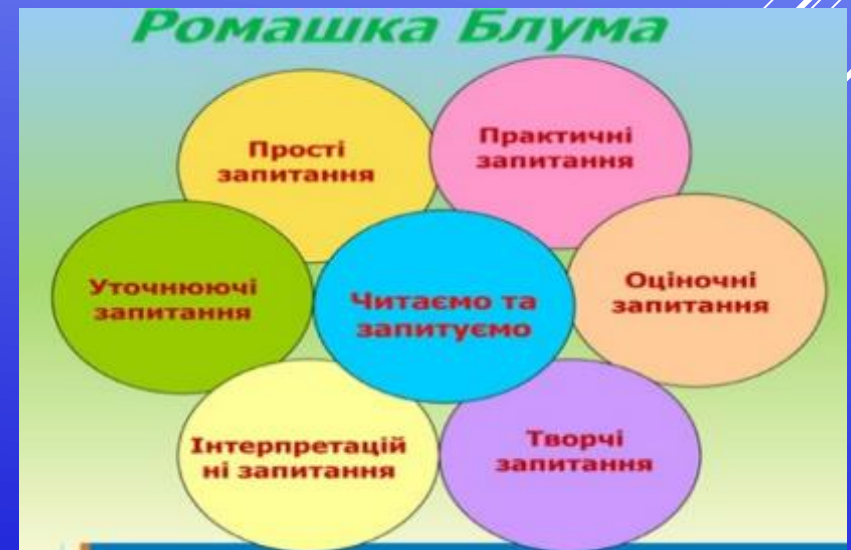 Ромашка Блума
Прості
запитання
Практичні
запитання
Уточнюючі
запитання
Читаємо та
запитуємо
Оціночні
запитання
Інтерпретацій
ні запитання
Творчі
запитання